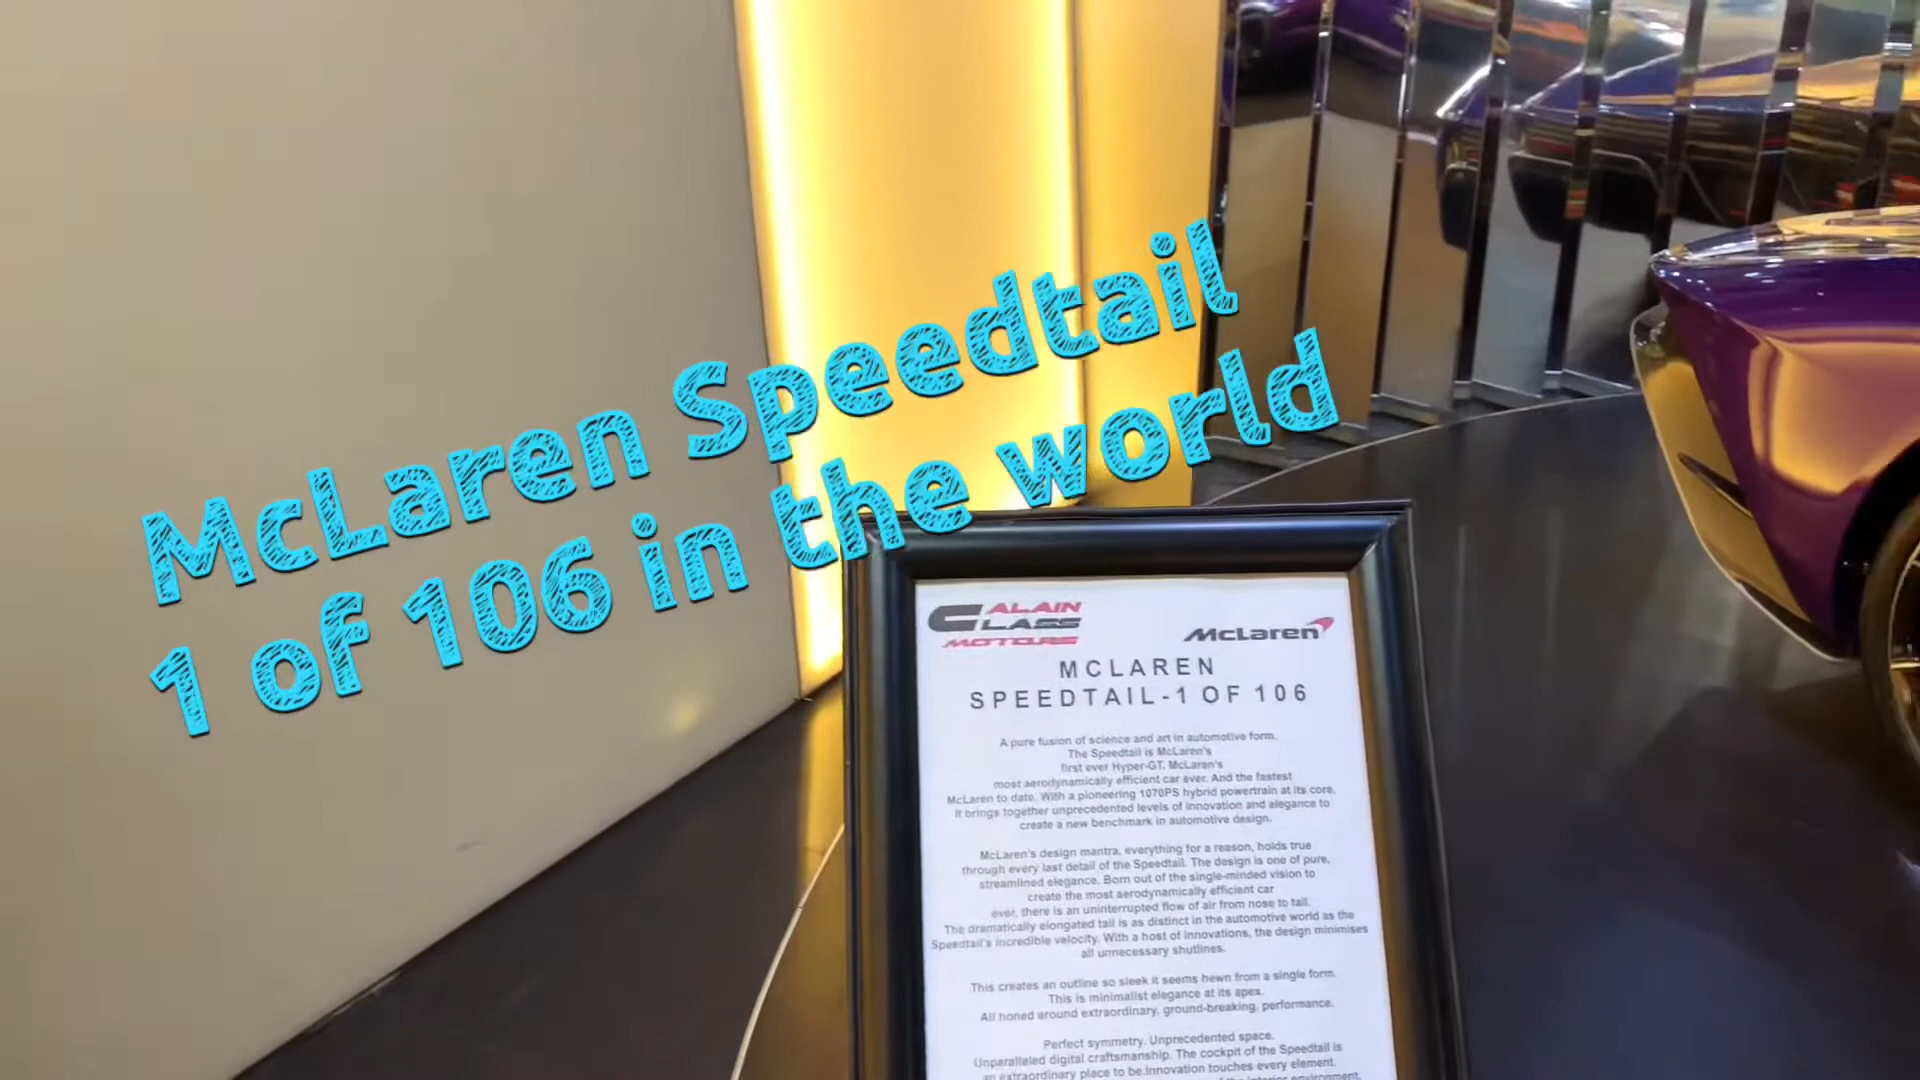 McLaren Speedtail
1 of 106 in the world
ALAIN
CLASS
MOTORS
McLaren
MCLAREN
SPEEDTAIL-1 OF 106
A pure fusion of science and art in automotive form.
The Speedtail is McLaren's
first ever Hyper-GT. McLaren's
most aerodynamically efficient car ever. And the fastest
McLaren to date. With a pioneering 1070PS hybrid powertrain at its core,
it brings together unprecedented levels of innovation and elegance to
create a new benchmark in automotive design.
McLaren's design mantra, everything for a reason, holds true
through every last detail of the Speedtail. The design is one of pure,
streamlined elegance. Born out of the single-minded vision to
create the most aerodynamically efficient car
ever, there is an uninterrupted flow of air from nose to tail.
The dramatically elongated tail is as distinct in the automotive world as the
Speedtail's incredible velocity. With a host of innovations, the design minimises
all unnecessary shutlines.
This creates an outline so sleek it seems hewn from a single form.
This is minimalist elegance at its apex.
All honed around extraordinary, ground-breaking, performance.
Perfect symmetry. Unprecedented space.
Unparalleled digital craftsmanship. The cockpit of the Speedtail is
an extraordinary place to be.Innovation touches every element.
the interior environment,